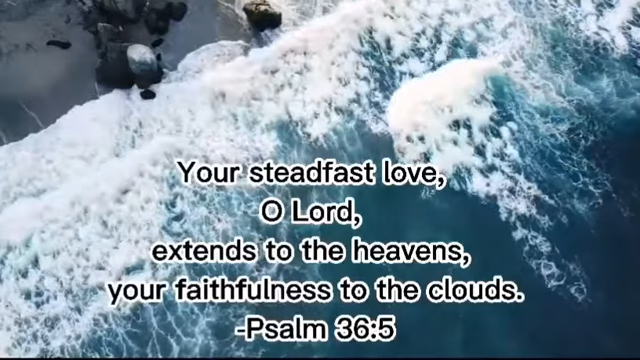 Your steadfast love,
O Lord,
extends to the heavens,
your faithfulness to the clouds.
-Psalm 36:5